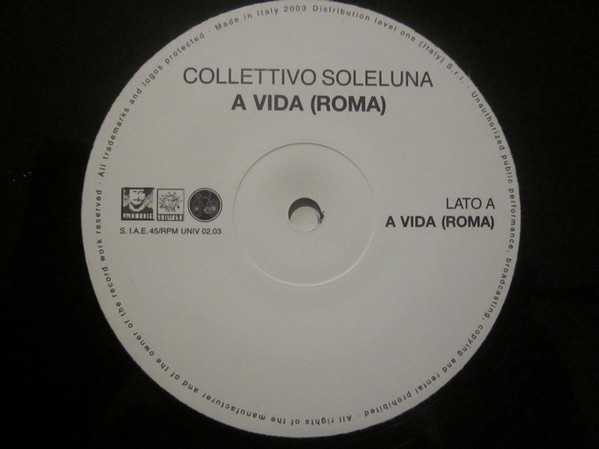 COLLETTIVO SOLELUNA
A VIDA (ROMA)
LATO A
A VIDA (ROMA)
SOLELUNA
S. I.A.E. 45/RPM UNIV 02.03
All rights of the manufacturer and of the owner of the record work reserved · All trademarks and logos protected · Made in Italy 2003 Distribution level one (Italy) S.r.l. · Unauthorized public performance, broadcasting, copying and rental prohibited ·